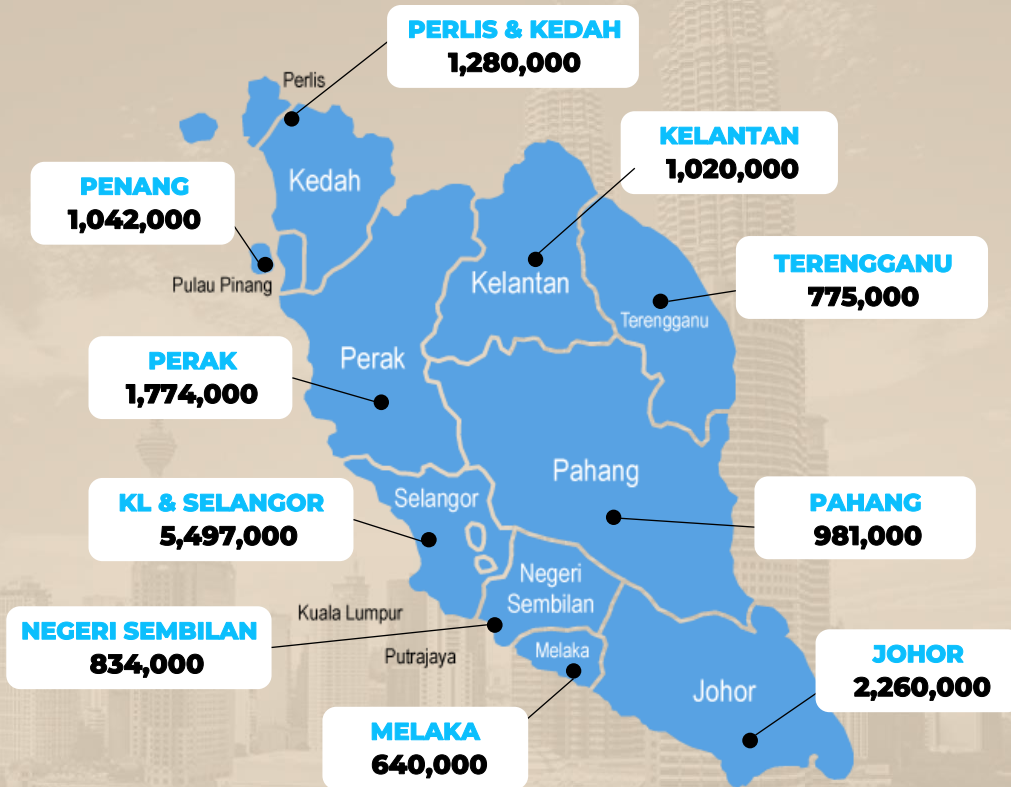 PERLIS & KEDAH
1,280,000
Perlis
KELANTAN
1,020,000
Kedah
PENANG
1,042,000
Pulau Pinang
Kelantan
TERENGGANU
775,000
Terengganu
PERAK
1,774,000
Perak
Pahang
KL & SELANGOR
5,497,000
Selangor
PAHANG
981,000
Negeri
Sembilan
Kuala Lumpur
NEGERI SEMBILAN
834,000
Putrajaya
Melaka
JOHOR
2,260,000
Johor
MELAKA
640,000